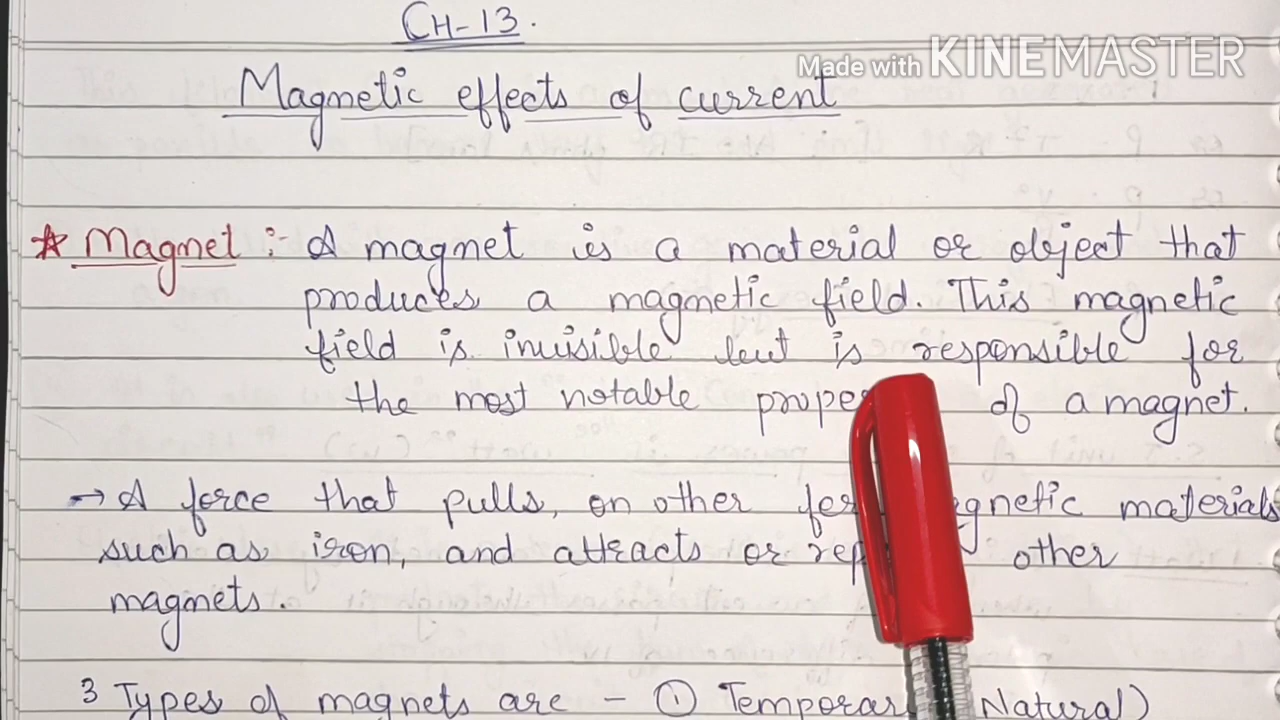 CH-13.
Made with KINEMASTER
Magnetic effects of current
* Magnet :- A magnet is a material or object that
produces a magnetic field. This magnetic
field is invisible but is responsible for
the most notable of a magnet.
→ A force that pulls, on other materials
such as iron, and attracts or other
magnets.
3 Types of magnets are - ① Natural)